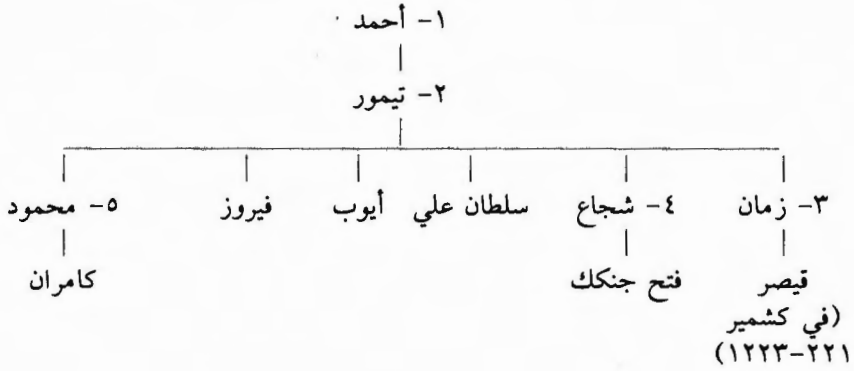 ١- أحمد
٢- تيمور
٣- زمان ٤- شجاع سلطان علي أيوب فيروز ٥- محمود
قيصر فتح جنكك كامران
(في كشمير
٢٢١-١٢٢٣)